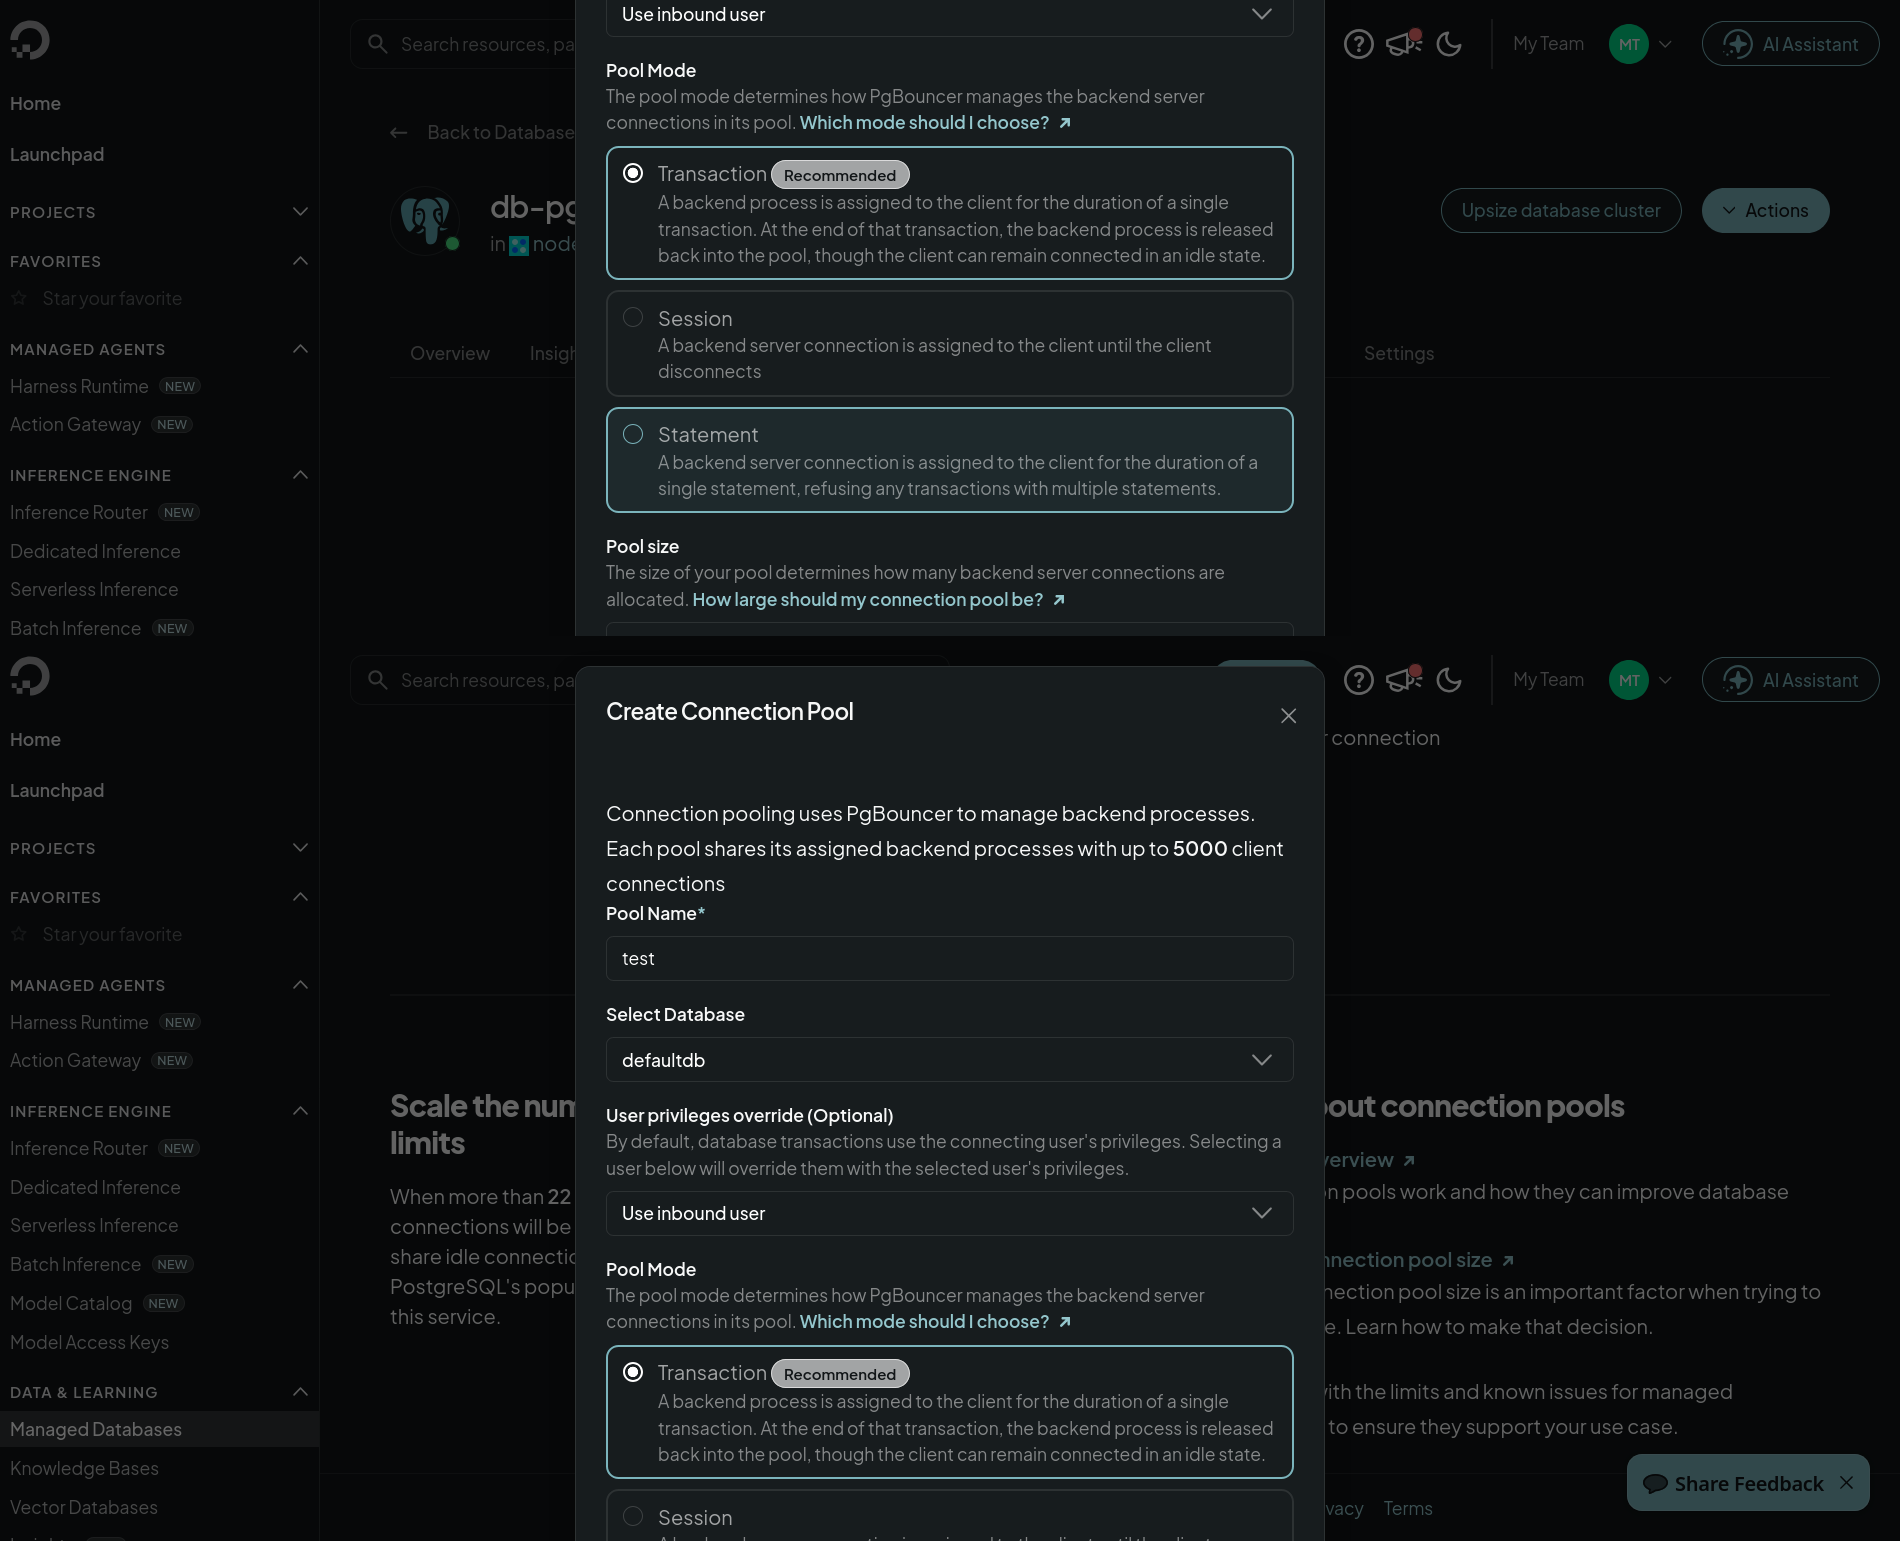 Use inbound user
Search resources, pa
My Team
MT
AI Assistant
Home
Launchpad
PROJECTS
FAVORITES
Star your favorite
MANAGED AGENTS
Harness Runtime NEW
Action Gateway NEW
INFERENCE ENGINE
Inference Router NEW
Dedicated Inference
Serverless Inference
Batch Inference NEW
← Back to Database
db-pg
in node
Upsize database cluster
Actions
Overview
Insigh
Settings
Pool Mode
The pool mode determines how PgBouncer manages the backend server
connections in its pool. Which mode should I choose?
Transaction Recommended
A backend process is assigned to the client for the duration of a single
transaction. At the end of that transaction, the backend process is released
back into the pool, though the client can remain connected in an idle state.
Session
A backend server connection is assigned to the client until the client
disconnects
Statement
A backend server connection is assigned to the client for the duration of a
single statement, refusing any transactions with multiple statements.
Pool size
The size of your pool determines how many backend server connections are
allocated. How large should my connection pool be?
Search resources, pa
My Team
MT
AI Assistant
Home
Launchpad
PROJECTS
FAVORITES
Star your favorite
MANAGED AGENTS
Harness Runtime NEW
Action Gateway NEW
INFERENCE ENGINE
Inference Router NEW
Dedicated Inference
Serverless Inference
Batch Inference NEW
Model Catalog NEW
Model Access Keys
DATA & LEARNING
Managed Databases
Knowledge Bases
Vector Databases
Create Connection Pool
Connection pooling uses PgBouncer to manage backend processes.
Each pool shares its assigned backend processes with up to 5000 client
connections
Pool Name*
test
Select Database
defaultdb
User privileges override (Optional)
By default, database transactions use the connecting user's privileges. Selecting a
user below will override them with the selected user's privileges.
Use inbound user
Pool Mode
The pool mode determines how PgBouncer manages the backend server
connections in its pool. Which mode should I choose?
Transaction Recommended
A backend process is assigned to the client for the duration of a single
transaction. At the end of that transaction, the backend process is released
back into the pool, though the client can remain connected in an idle state.
Session
Scale the num
limits
When more than 22
connections will be
share idle connectio
PostgreSQL's popu
this service.
r connection
bout connection pools
verview
n pools work and how they can improve database
nnection pool size
nection pool size is an important factor when trying to
e. Learn how to make that decision.
ith the limits and known issues for managed
to ensure they support your use case.
Share Feedback
vacy Terms